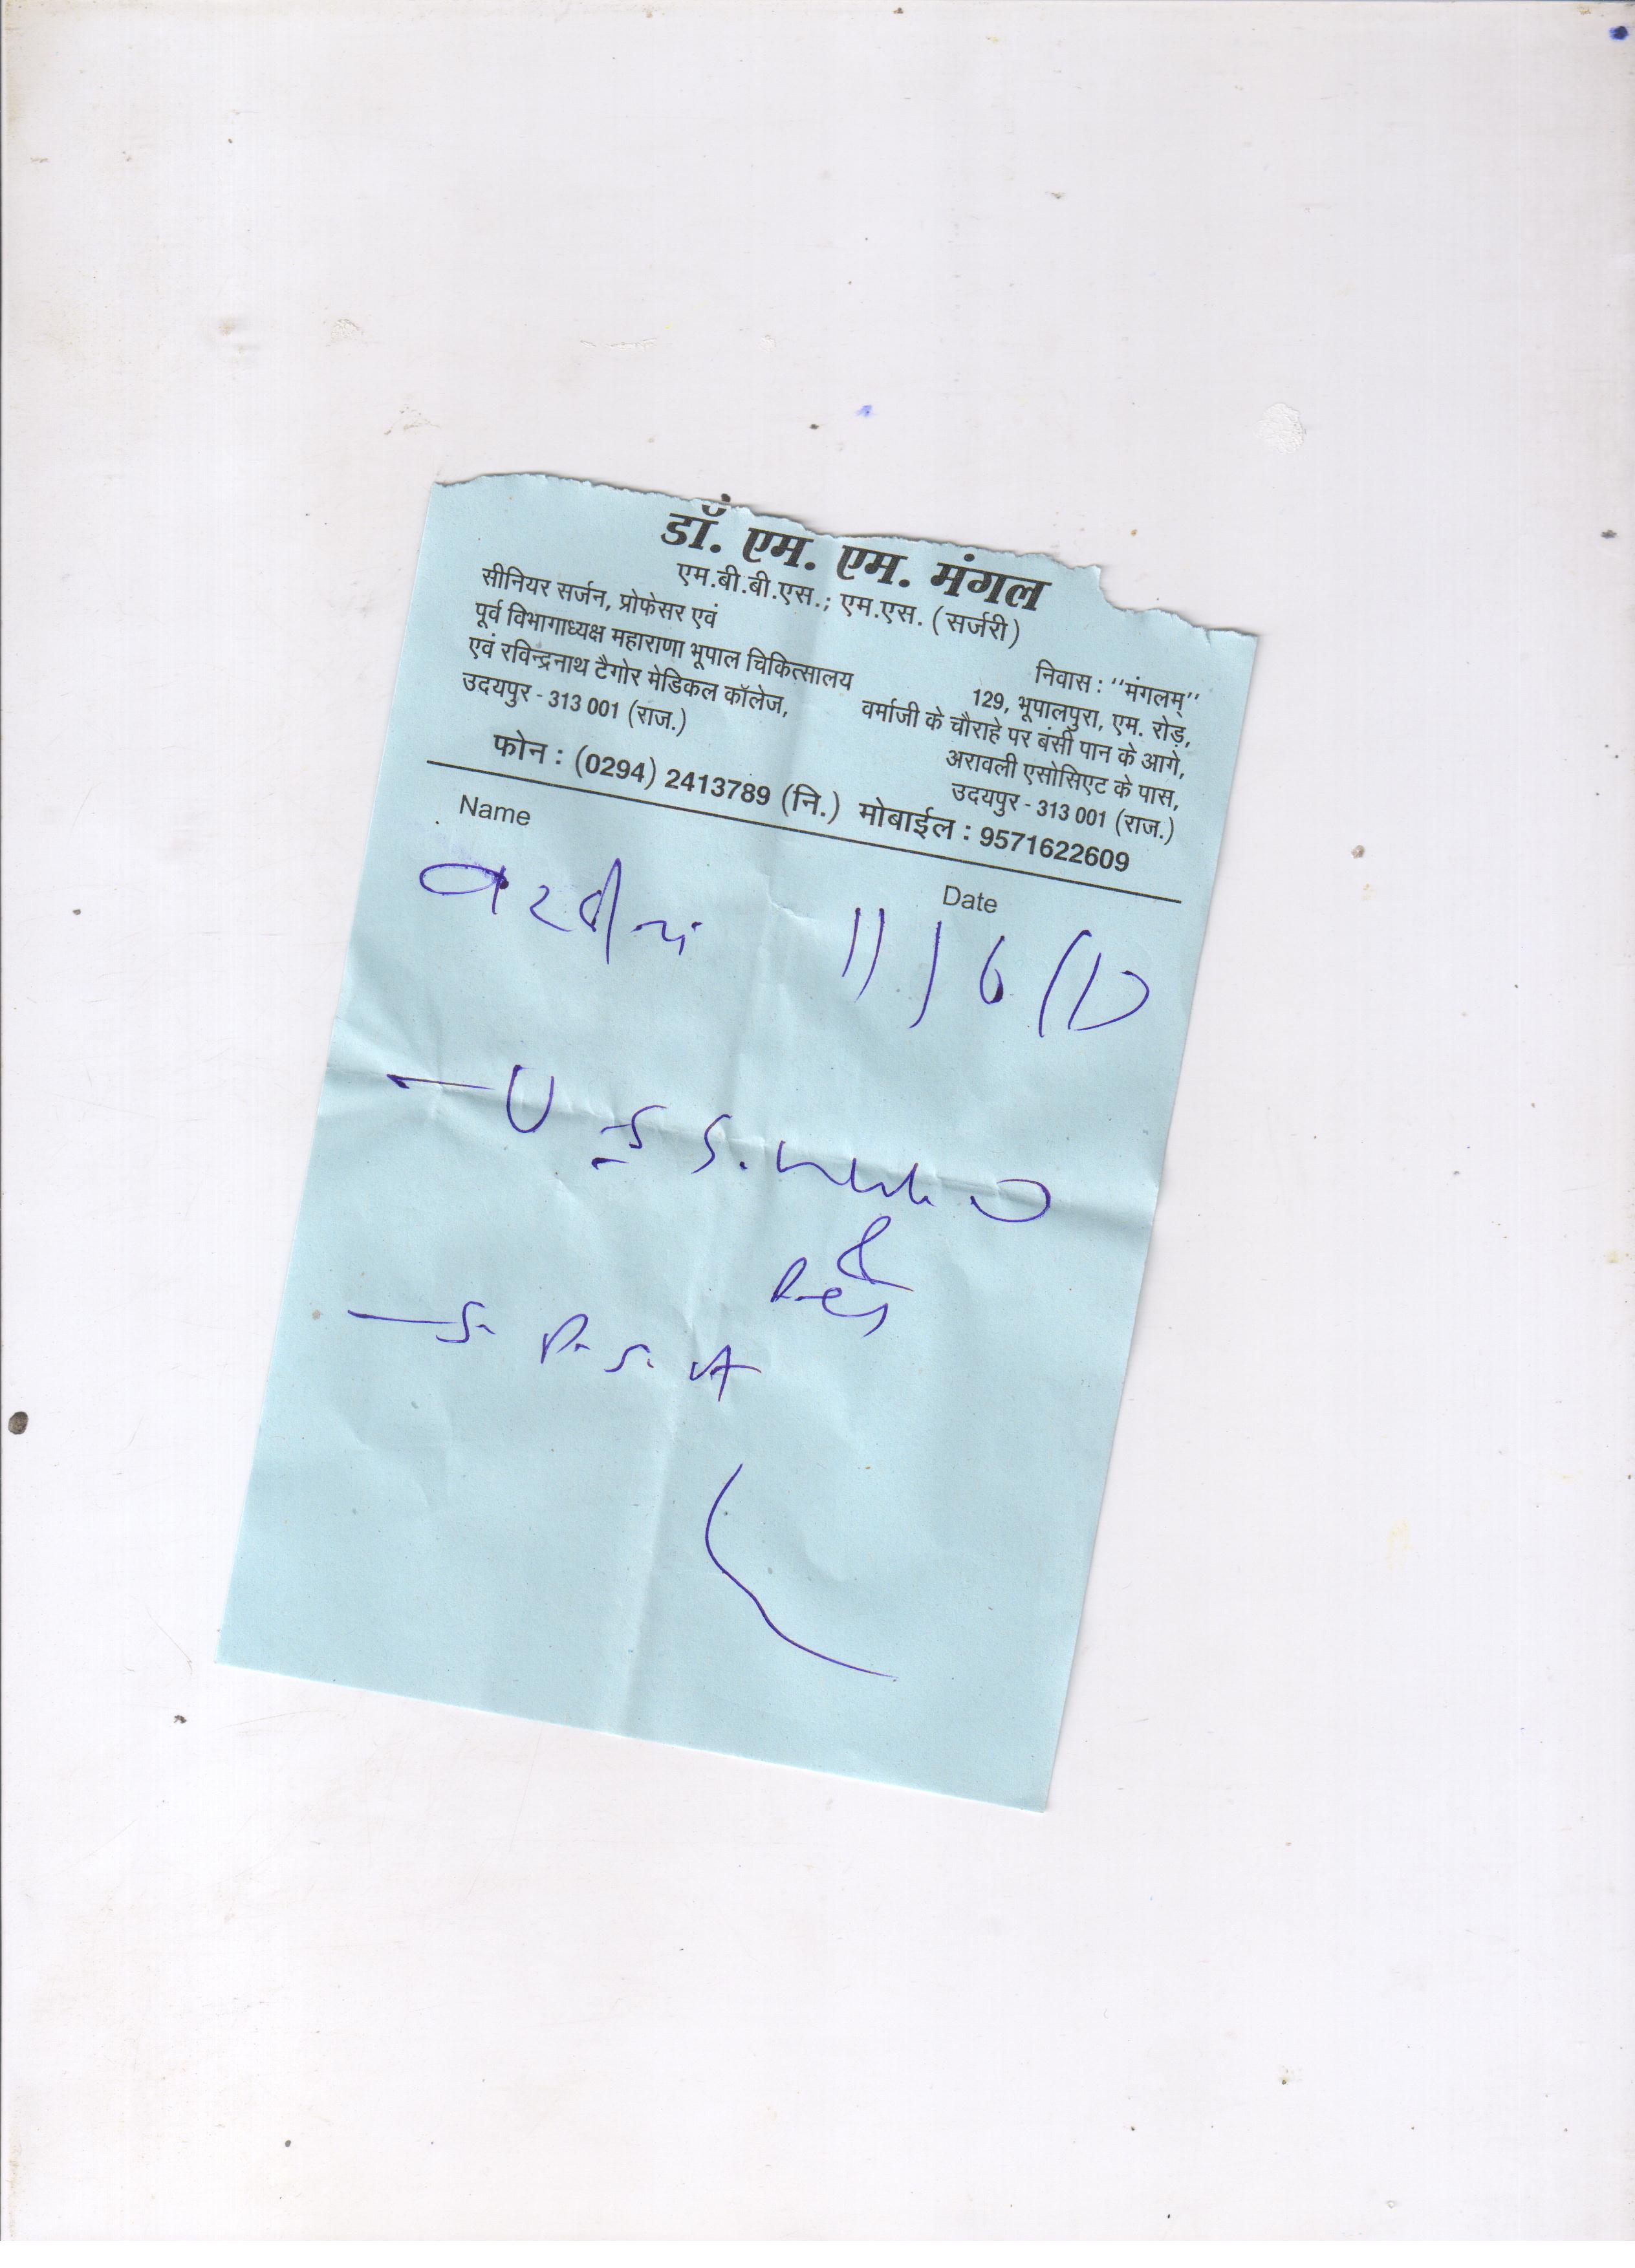 डॉ. एम. एम. मंगल
एम.बी.बी.एस.; एम.एस. (सर्जरी)
सीनियर सर्जन, प्रोफेसर एवं
पूर्व विभागाध्यक्ष महाराणा भूपाल चिकित्सालय
एवं रविन्द्रनाथ टैगोर मेडिकल कॉलेज,
उदयपुर - 313 001 (राज.)
निवास : ''मंगलम्''
129, भूपालपुरा, एम. रोड़,
वर्माजी के चौराहे पर बंसी पान के आगे,
अरावली एसोसिएट के पास,
उदयपुर - 313 001 (राज.)
फोन : (0294) 2413789 (नि.) मोबाईल : 9571622609
Name
Date
11/6/
&
S. P. S. A